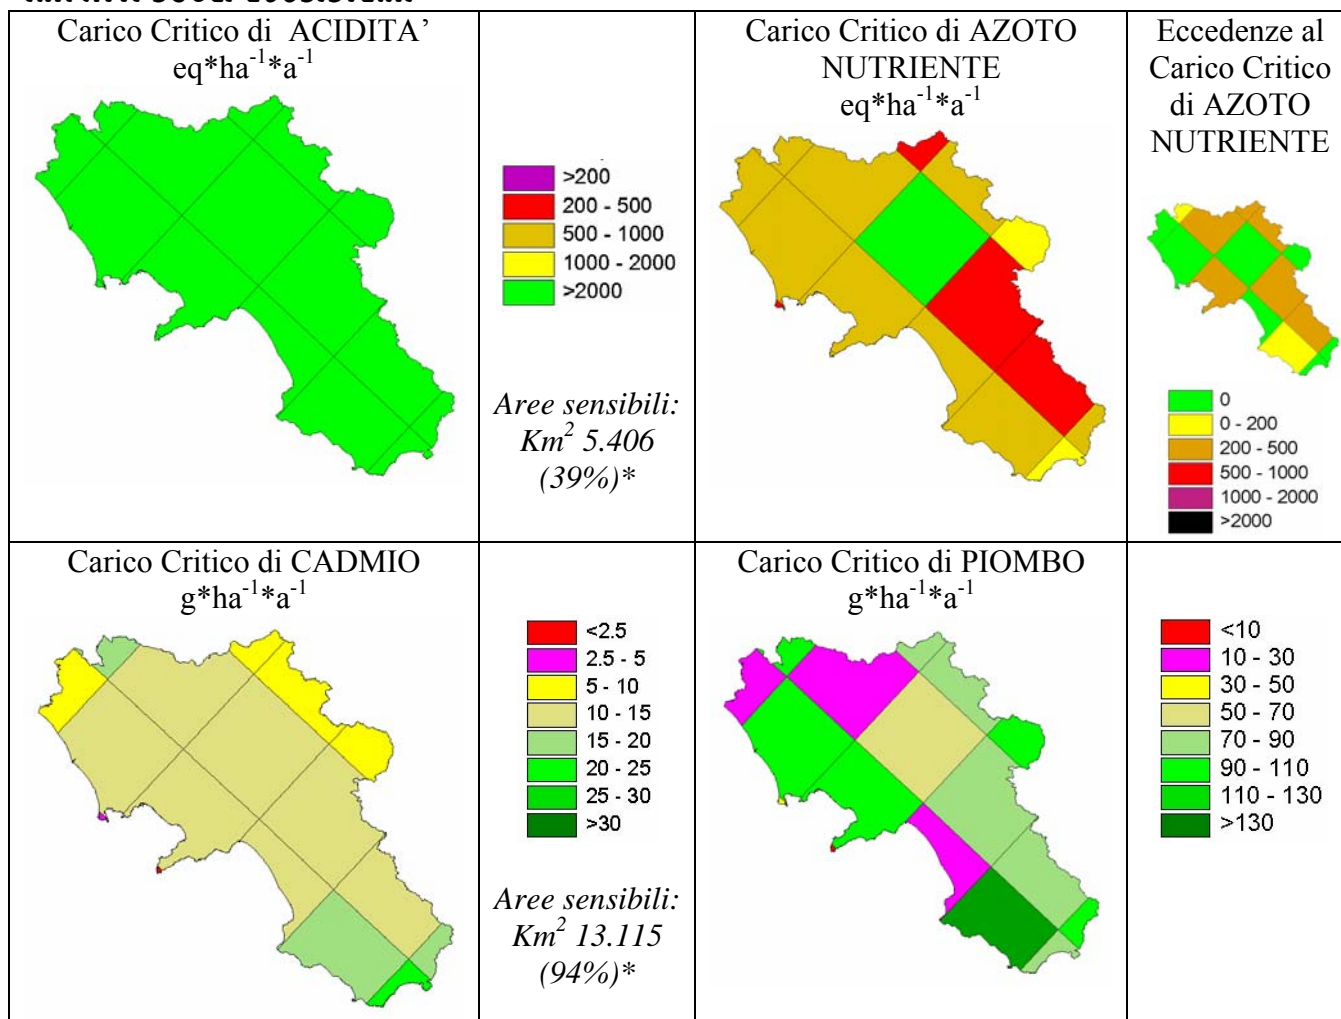 Carico Critico di ACIDITA’
eq*ha-1*a-1
>200
200 - 500
500 - 1000
1000 - 2000
>2000
Aree sensibili:
Km2 5.406
(39%)*
Carico Critico di AZOTO
NUTRIENTE
eq*ha-1*a-1
Eccedenze al
Carico Critico
di AZOTO
NUTRIENTE
0
0 - 200
200 - 500
500 - 1000
1000 - 2000
>2000
Carico Critico di CADMIO
g*ha-1*a-1
<2.5
2.5 - 5
5 - 10
10 - 15
15 - 20
20 - 25
25 - 30
>30
Aree sensibili:
Km2 13.115
(94%)*
Carico Critico di PIOMBO
g*ha-1*a-1
<10
10 - 30
30 - 50
50 - 70
70 - 90
90 - 110
110 - 130
>130